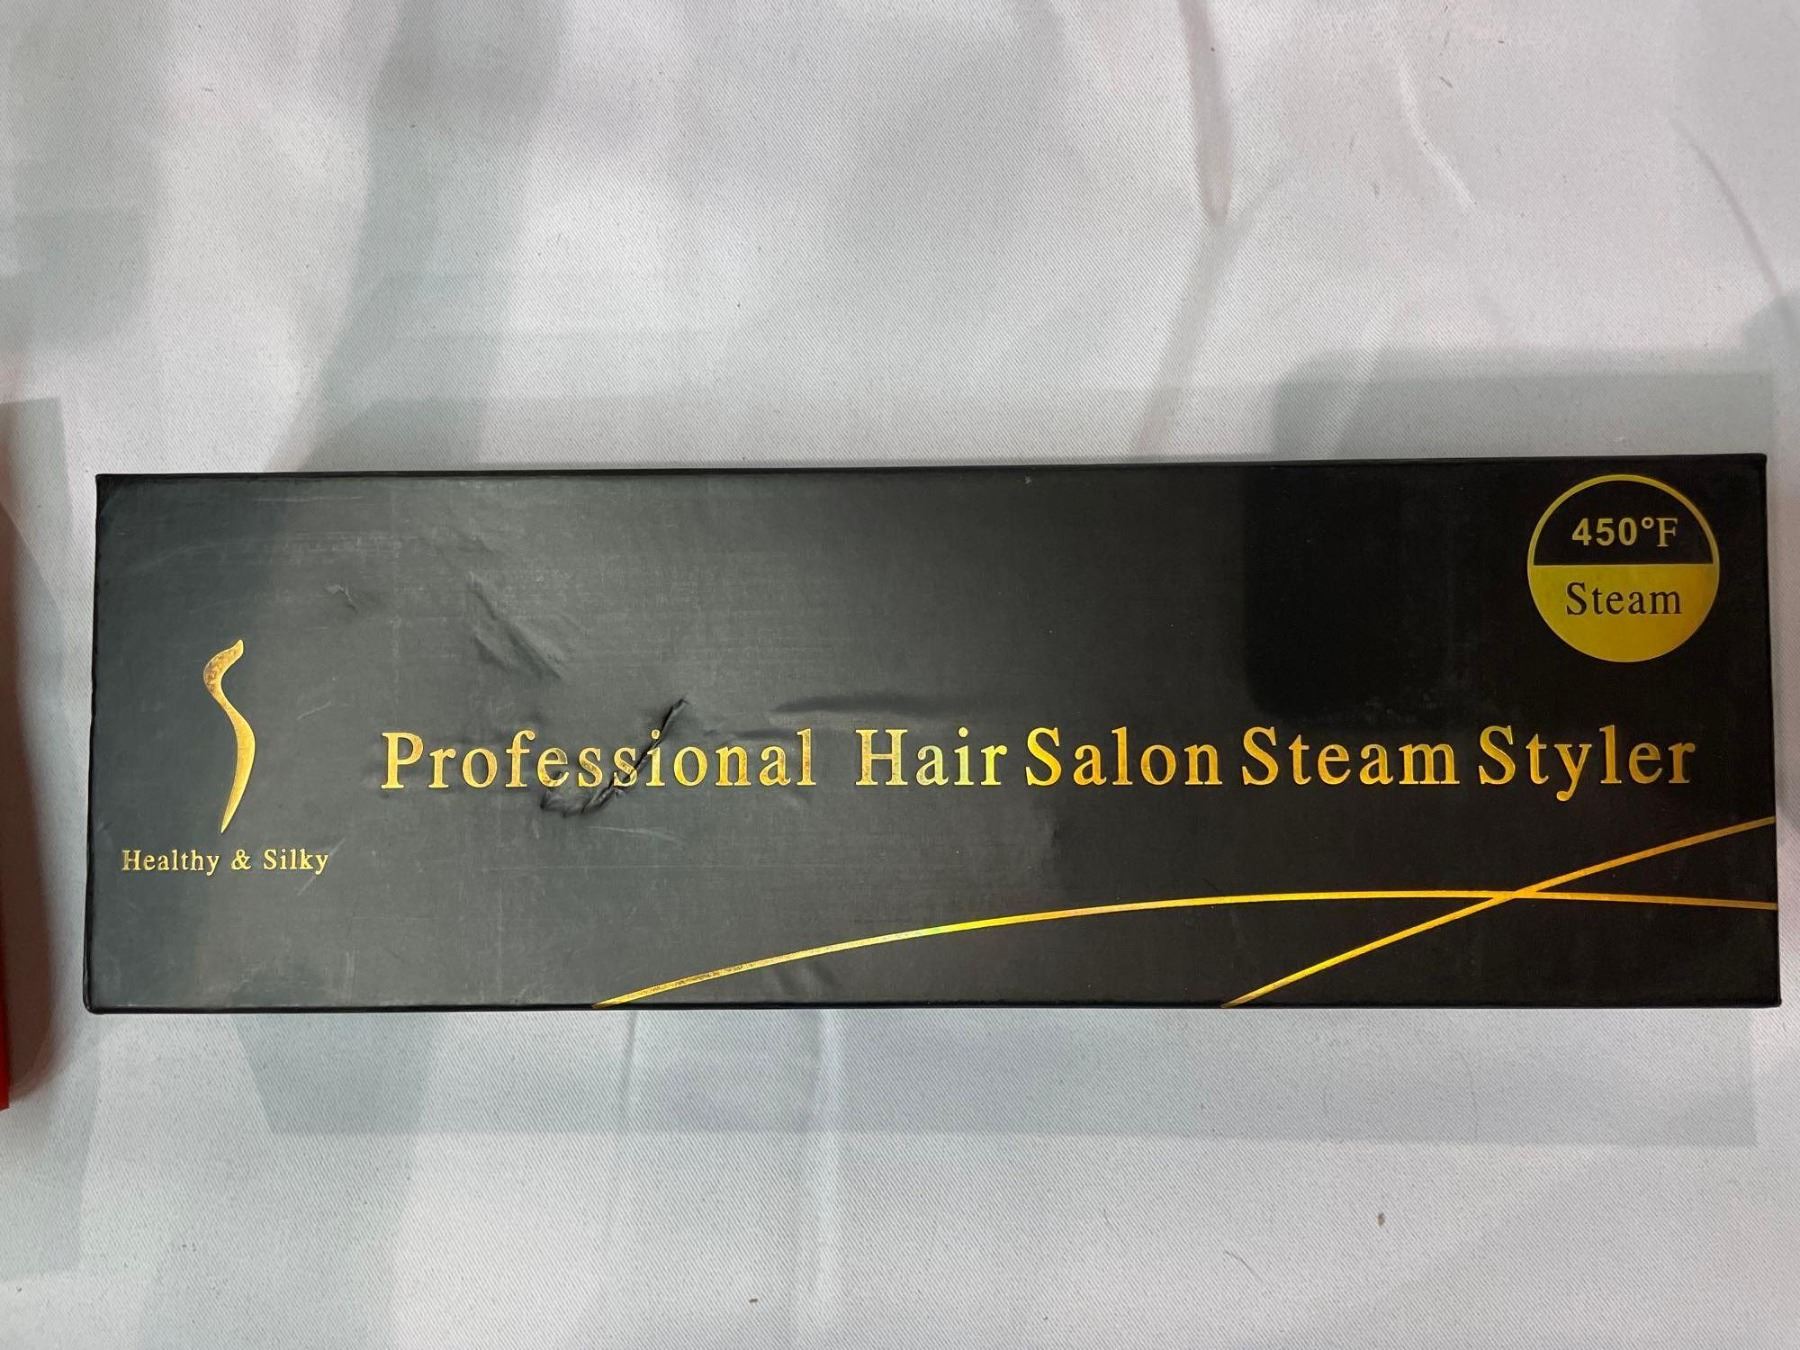 450°F
Steam
Professional Hair Salon Steam Styler
Healthy & Silky